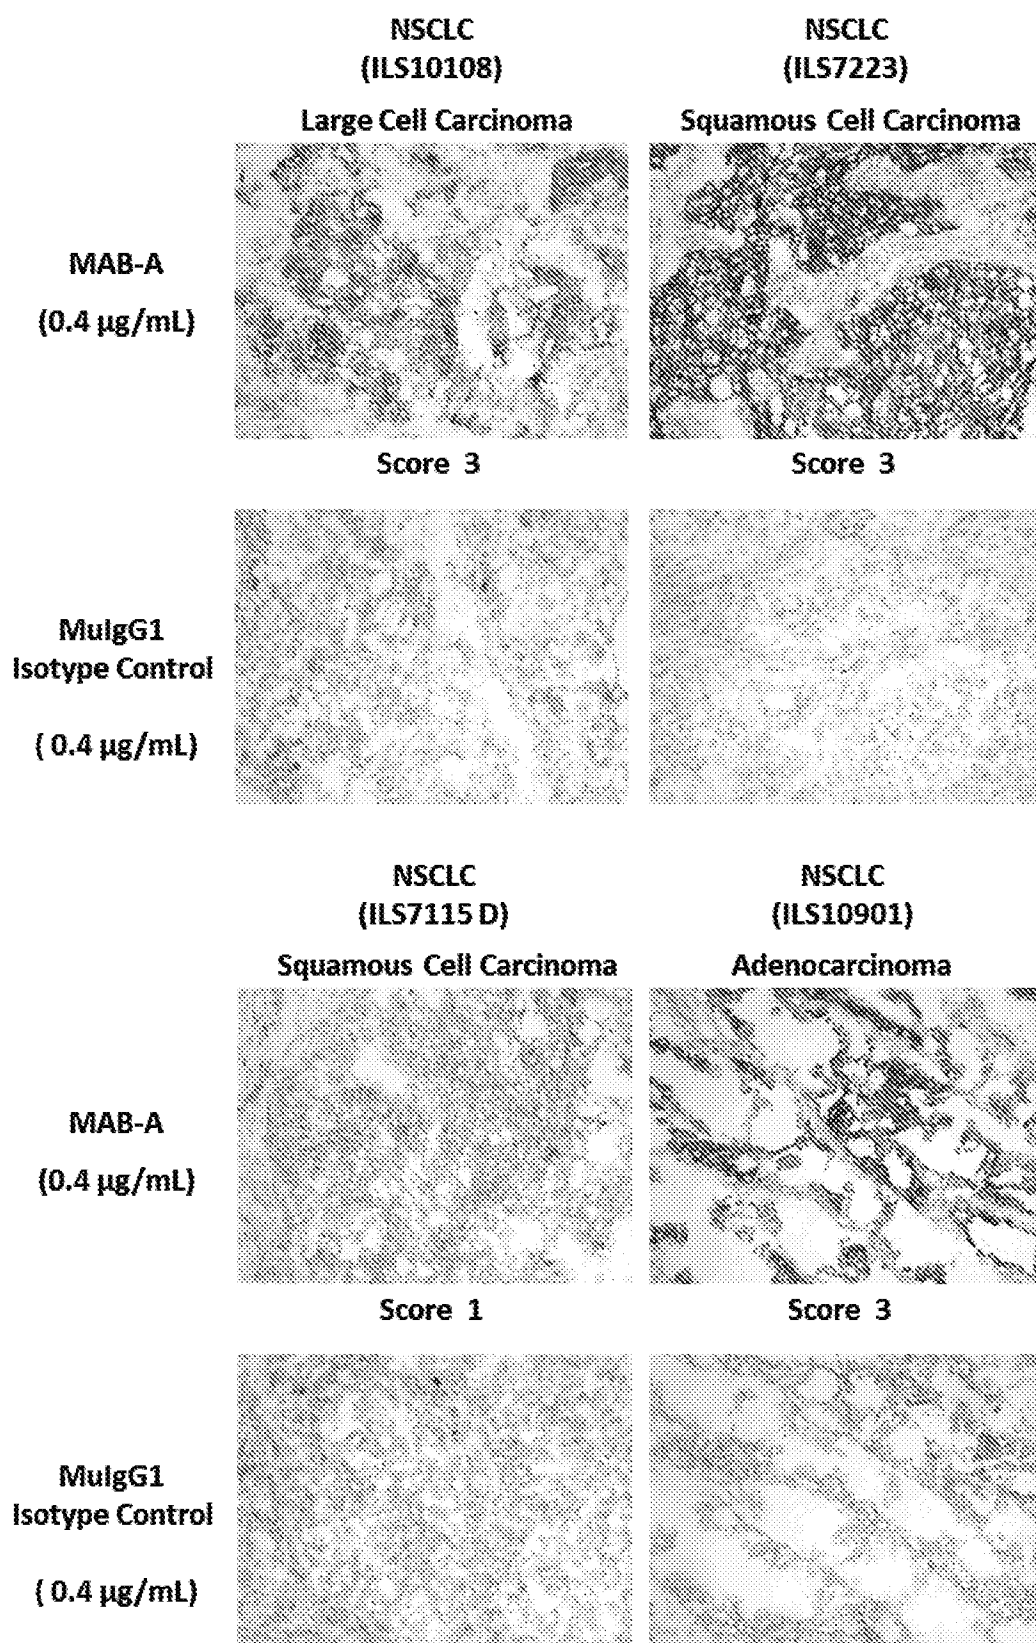 NSCLC
(ILS10108)
Large Cell Carcinoma
NSCLC
(ILS7223)
Squamous Cell Carcinoma
MAB-A
(0.4 µg/mL)
Score 3
Score 3
MuIgG1
Isotype Control
( 0.4 µg/mL)
NSCLC
(ILS7115 D)
Squamous Cell Carcinoma
NSCLC
(ILS10901)
Adenocarcinoma
MAB-A
(0.4 µg/mL)
Score 1
Score 3
MuIgG1
Isotype Control
( 0.4 µg/mL)